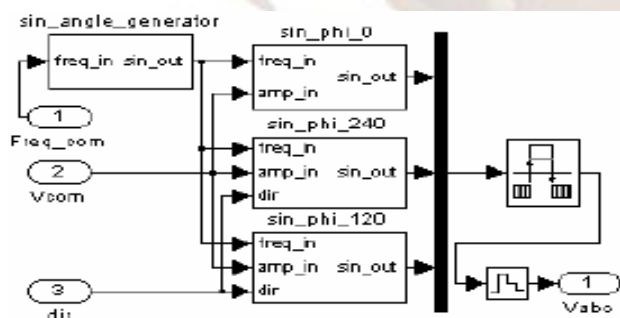 sin_angle_generator
freq_in sin_out
1
Freq_com
2
Vcom
3
dir
sin_phi_0
freq_in
sin_out
amp_in
sin_phi_240
freq_in
amp_in sin_out
dir
sin_phi_120
freq_in
amp_in sin_out
dir
1
Vabc